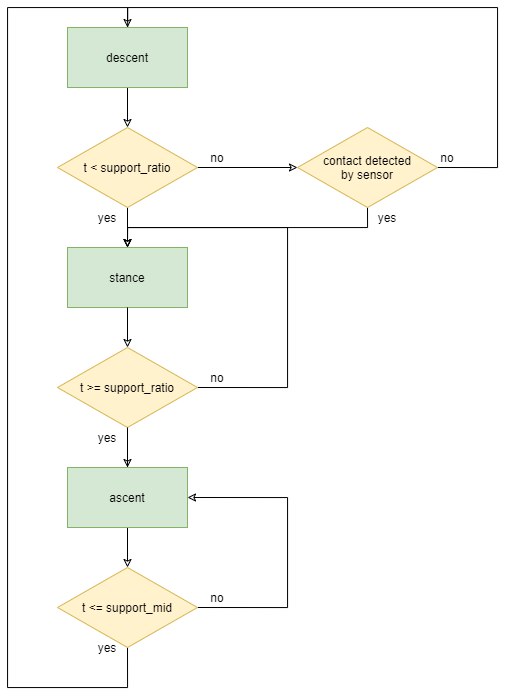 descent
t < support_ratio
no
contact detected
by sensor
no
yes
yes
stance
t >= support_ratio
no
yes
ascent
t <= support_mid
no
yes